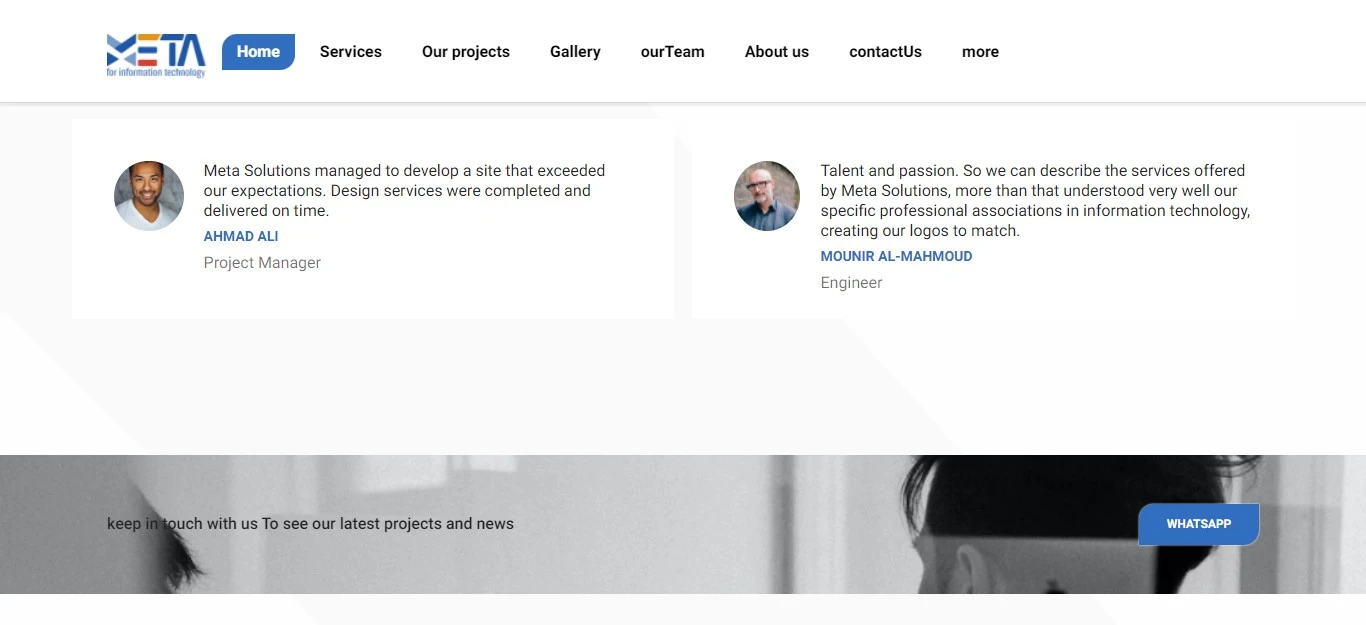 META
for information technology
Home
Services
Our projects
Gallery
ourTeam
About us
contactUs
more
Meta Solutions managed to develop a site that exceeded
our expectations. Design services were completed and
delivered on time.
AHMAD ALI
Project Manager
Talent and passion. So we can describe the services offered
by Meta Solutions, more than that understood very well our
specific professional associations in information technology,
creating our logos to match.
MOUNIR AL-MAHMOUD
Engineer
keep in touch with us To see our latest projects and news
WHATSAPP